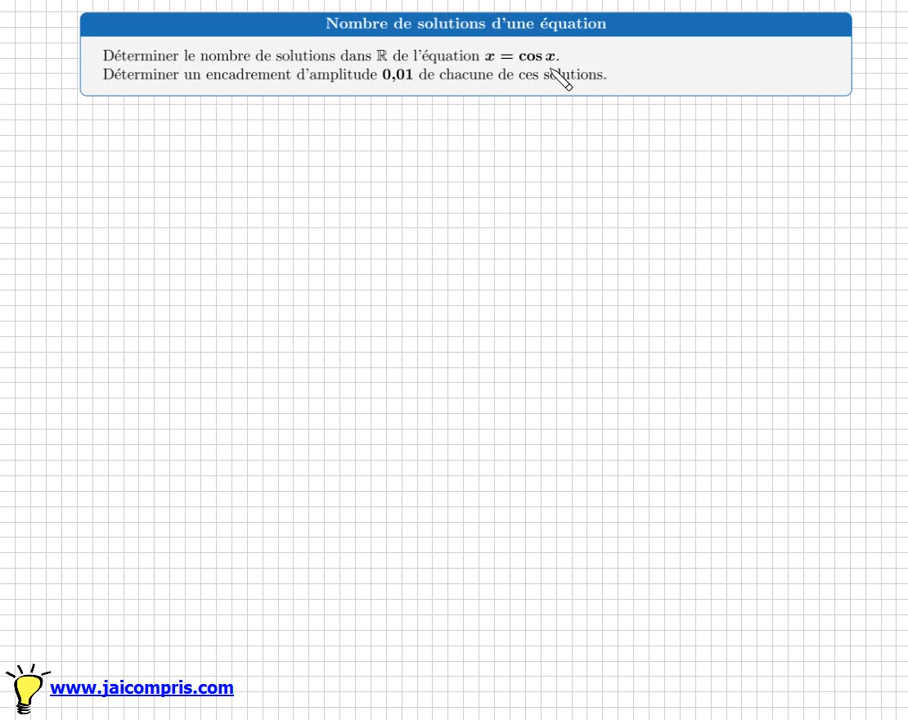 Nombre de solutions d'une équation
Déterminer le nombre de solutions dans ℝ de l'équation x = cos x.
Déterminer un encadrement d'amplitude 0,01 de chacune de ces solutions.
www.jaicompris.com